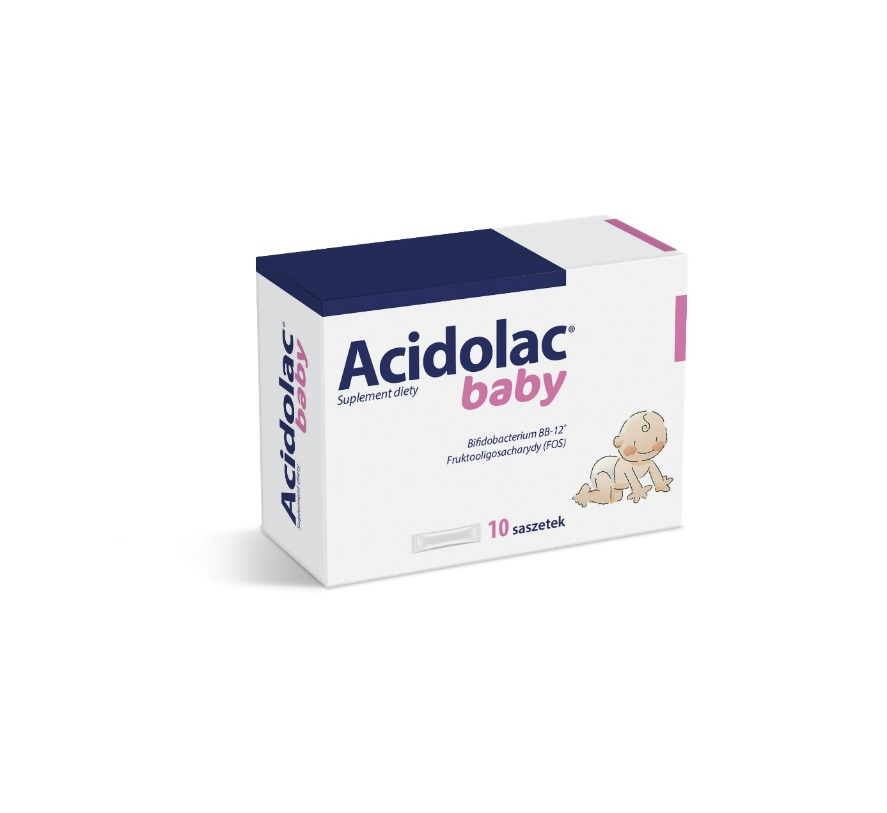 Acidolac®
baby
Suplement diety
Bifidobacterium BB-12®
Fruktooligosacharydy (FOS)
10 saszetek
Acidolac®
baby
Suplement diety